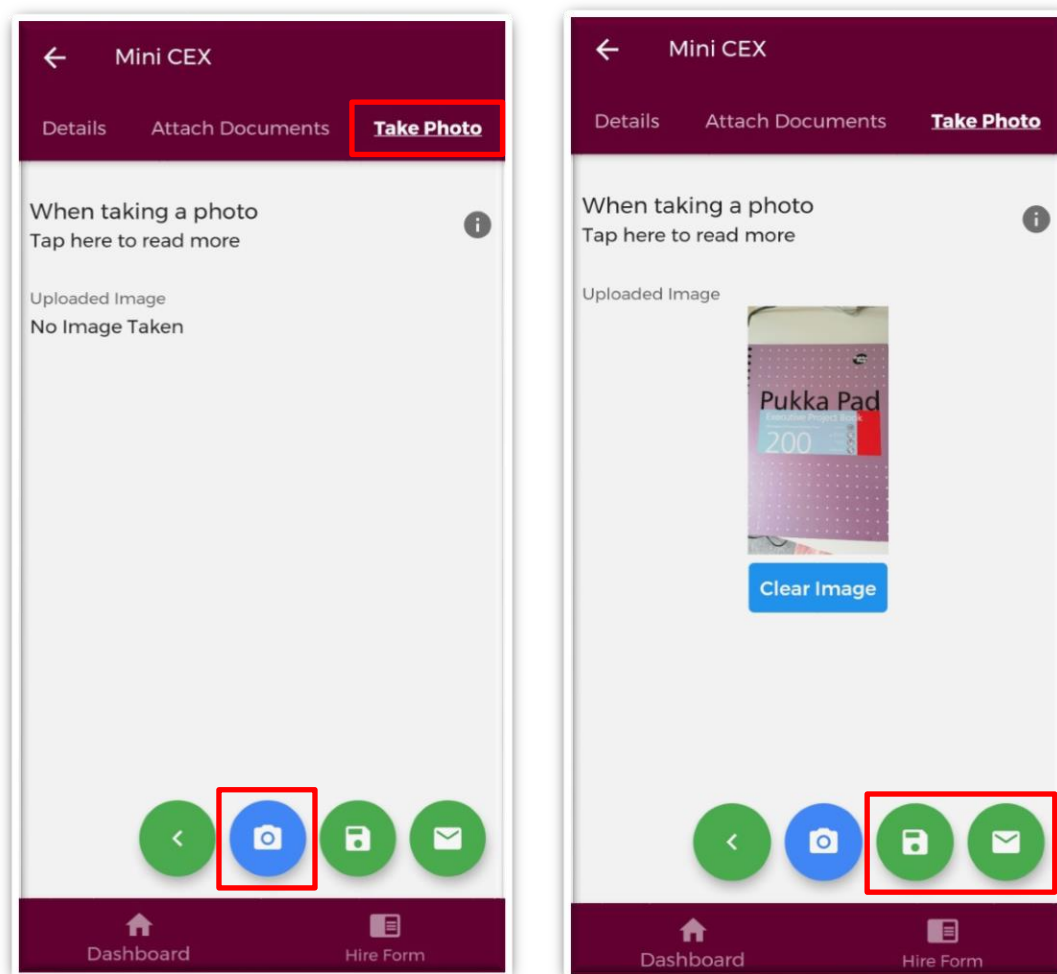 Mini CEX
Details Attach Documents Take Photo
When taking a photo
Tap here to read more
Uploaded Image
No Image Taken
Dashboard Hire Form
Mini CEX
Details Attach Documents Take Photo
When taking a photo
Tap here to read more
Uploaded Image
Pukka Pad
Executive Project Book
200
Clear Image
Dashboard Hire Form